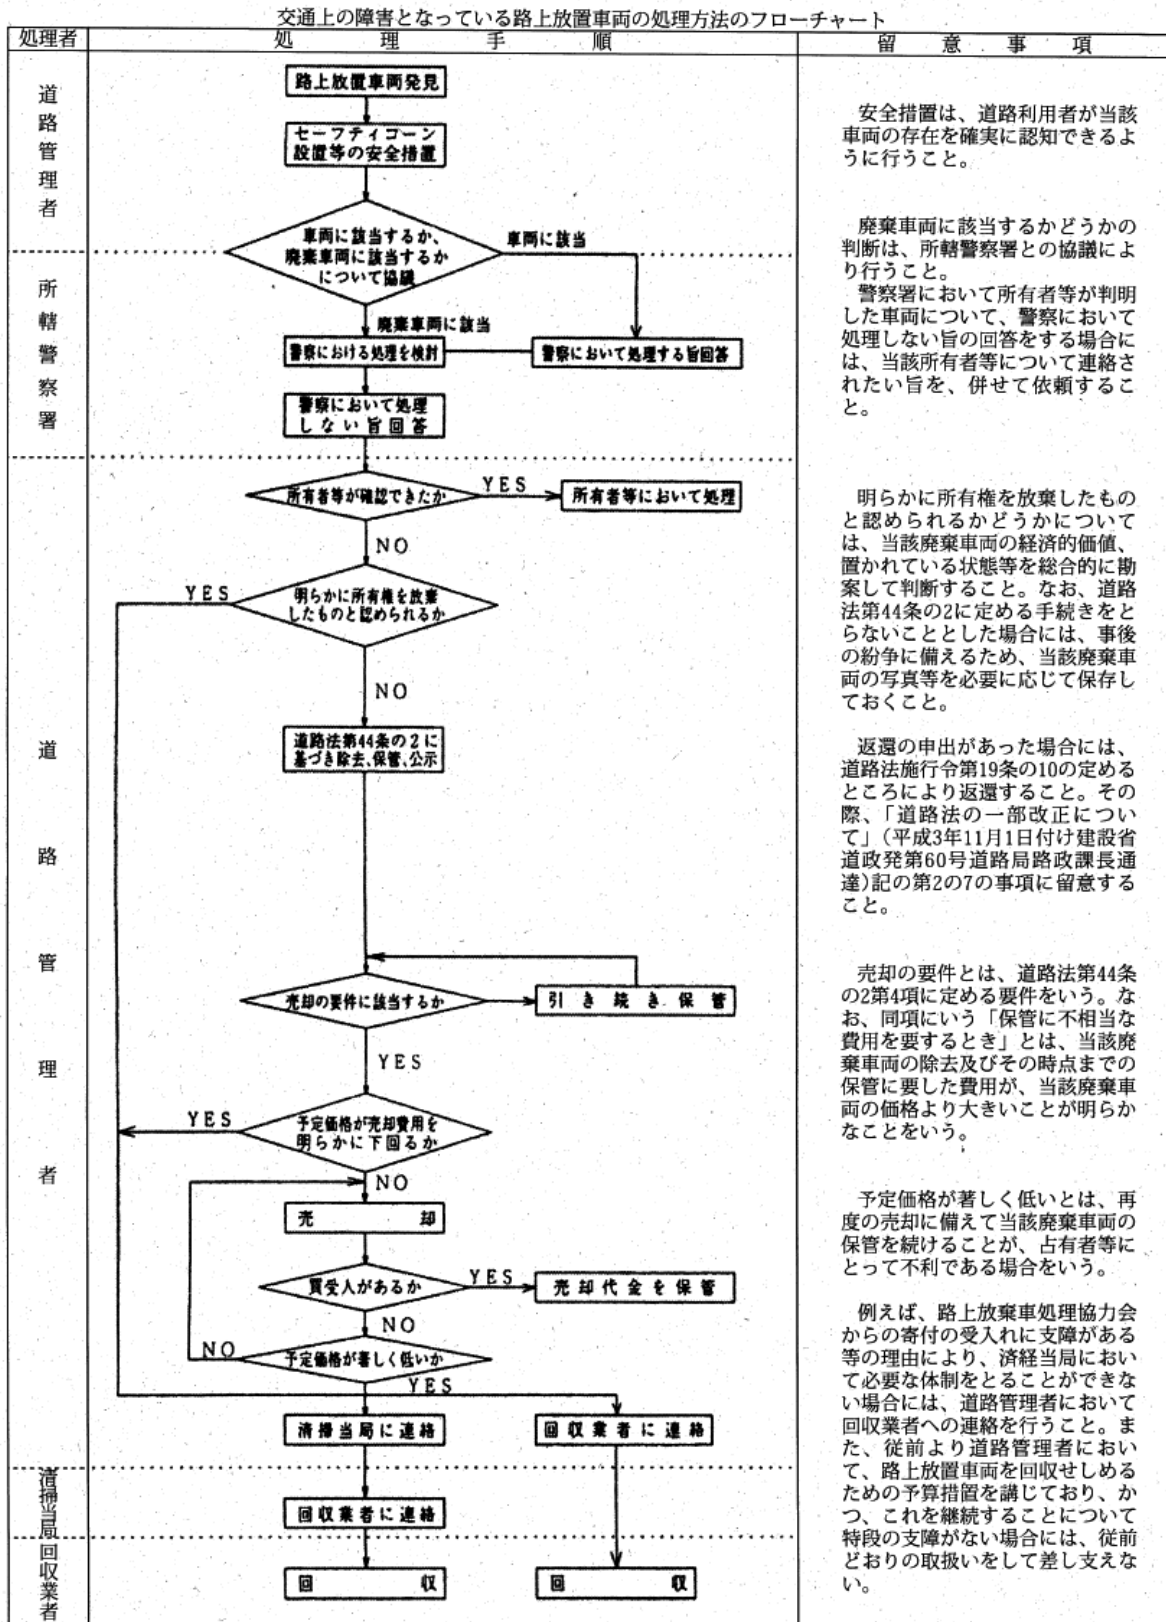 交通上の障害となっている路上放置車両の処理方法のフローチャート
処理者
処理手順
留意事項
道路管理者
路上放置車両発見
セーフティコーン
設置等の安全措置
車両に該当するか、
廃棄車両に該当するか
について協議
車両に該当
所轄警察署
廃棄車両に該当
警察における処理を検討
警察において処理する旨回答
警察において処理
しない旨回答
道路管理者
所有者等が確認できたか
YES
所有者等において処理
NO
YES
明らかに所有権を放棄
したものと認められるか
NO
道路法第44条の2に
基づき除去、保管、公示
売却の要件に該当するか
引き続き保管
YES
YES
予定価格が売却費用を
明らかに下回るか
NO
売却
買受人があるか
YES
売却代金を保管
NO
NO
予定価格が著しく低いか
YES
清掃当局に連絡
回収業者に連絡
清掃当局
回収業者に連絡
回収業者
回収
回収
安全措置は、道路利用者が当該
車両の存在を確実に認知できるよ
うに行うこと。
廃棄車両に該当するかどうかの
判断は、所轄警察署との協議によ
り行うこと。
警察署において所有者等が判明
した車両について、警察において
処理しない旨の回答をする場合に
は、当該所有者等について連絡さ
れたい旨を、併せて依頼するこ
と。
明らかに所有権を放棄したもの
と認められるかどうかについて
は、当該廃棄車両の経済的価値、
置かれている状態等を総合的に勘
案して判断すること。なお、道路
法第44条の2に定める手続きをと
らないこととした場合には、事後
の紛争に備えるため、当該廃棄車
両の写真等を必要に応じて保存し
ておくこと。
返還の申出があった場合には、
道路法施行令第19条の10の定める
ところにより返還すること。その
際、「道路法の一部改正につい
て」(平成3年11月1日付け建設省
道政発第60号道路局路政課長通
達)記の第2の7の事項に留意する
こと。
売却の要件とは、道路法第44条
の2第4項に定める要件をいう。な
お、同項にいう「保管に不相当な
費用を要するとき」とは、当該廃
棄車両の除去及びその時点までの
保管に要した費用が、当該廃棄車
両の価格より大きいことが明らか
なことをいう。
予定価格が著しく低いとは、再
度の売却に備えて当該廃棄車両の
保管を続けることが、占有者等に
とって不利である場合をいう。
例えば、路上放棄車処理協力会
からの寄付の受入れに支障がある
等の理由により、済経当局におい
て必要な体制をとることができな
い場合には、道路管理者において
回収業者への連絡を行うこと。ま
た、従前より道路管理者におい
て、路上放置車両を回収せしめる
ための予算措置を講じており、か
つ、これを継続することについて
特段の支障がない場合には、従前
どおりの取扱いをして差し支えな
い。